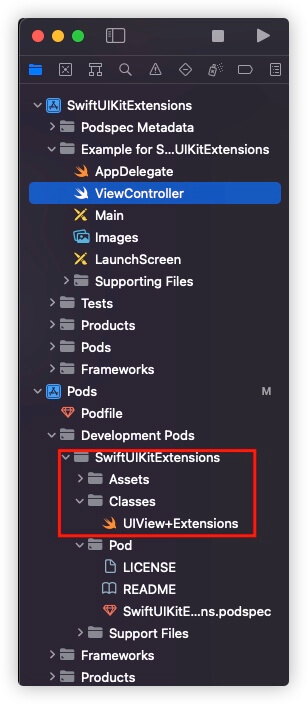 SwiftUIKitExtensions
Podspec Metadata
Example for S...UIKitExtensions
AppDelegate
ViewController
Main
Images
LaunchScreen
Supporting Files
Tests
Products
Pods
Frameworks
Pods M
Podfile
Development Pods
SwiftUIKitExtensions
Assets
Classes
UIView+Extensions
Pod
LICENSE
README
SwiftUIKitE...ns.podspec
Support Files
Frameworks
Products